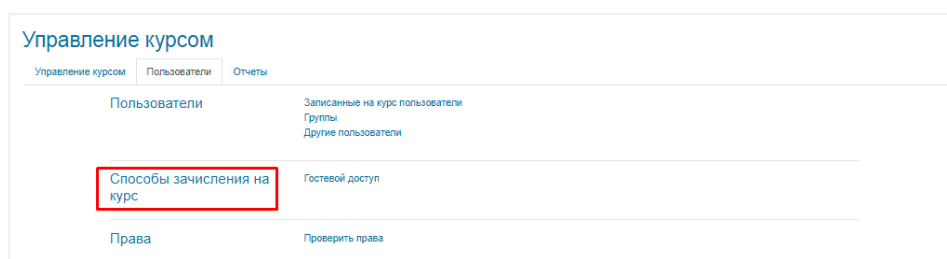 Управление курсом
Управление курсом Пользователи Отчеты
Пользователи Записанные на курс пользователи
Группы
Другие пользователи
Способы зачисления на Гостевой доступ
курс
Права Проверить права